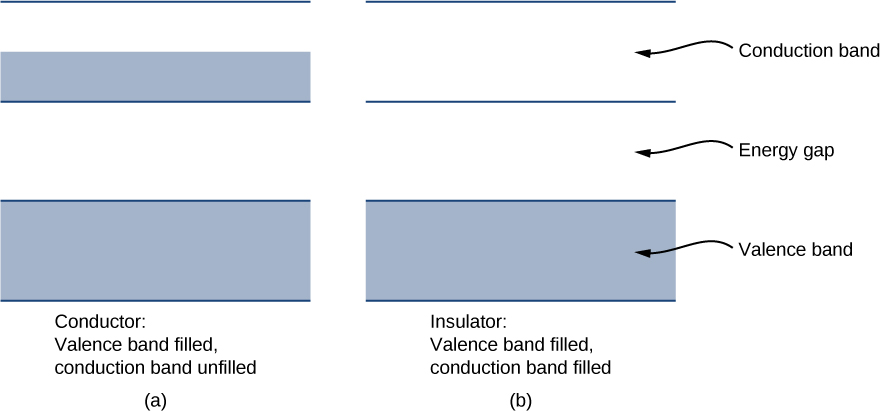 Conduction band
Energy gap
Valence band
Conductor:
Valence band filled,
conduction band unfilled
(a)
Insulator:
Valence band filled,
conduction band filled
(b)